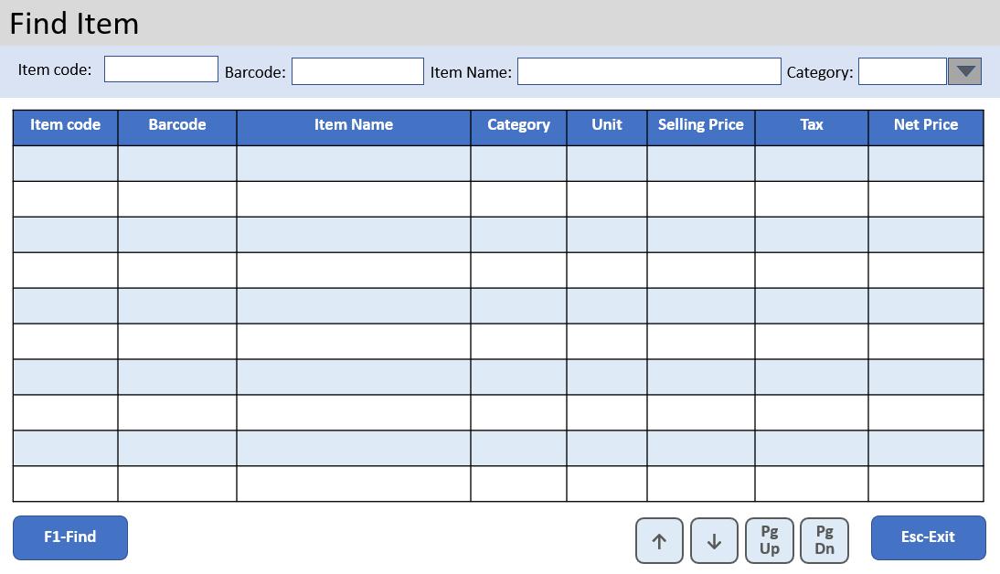 Find Item
Item code: Barcode: Item Name: Category:
Item code Barcode Item Name Category Unit Selling Price Tax Net Price
F1-Find ↑ ↓ Pg Up Pg Dn Esc-Exit